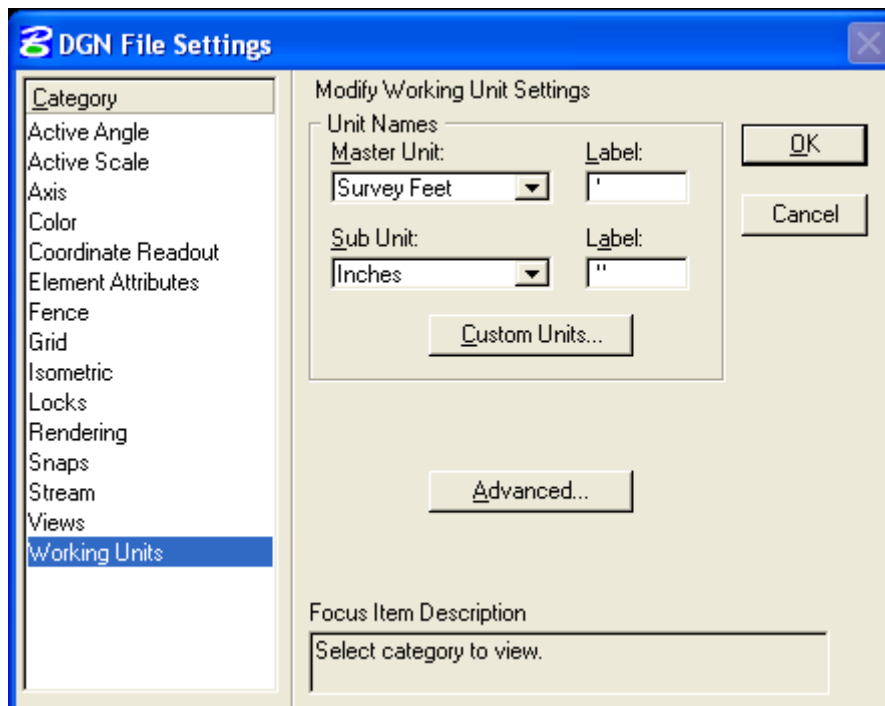 DGN File Settings
Category
Active Angle
Active Scale
Axis
Color
Coordinate Readout
Element Attributes
Fence
Grid
Isometric
Locks
Rendering
Snaps
Stream
Views
Working Units
Modify Working Unit Settings
Unit Names
Master Unit: Label:
Survey Feet '
Sub Unit: Label:
Inches "
Custom Units...
Advanced...
OK
Cancel
Focus Item Description
Select category to view.